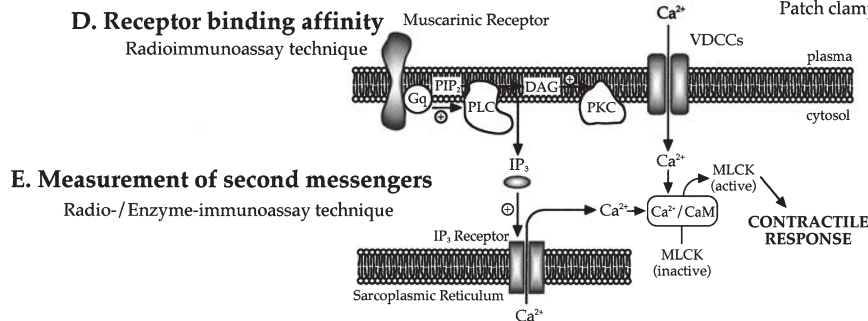 D. Receptor binding affinity
Radioimmunoassay technique
Muscarinic Receptor
Ca²⁺
Patch clamp
VDCCs
plasma
cytosol
Gq
PIP₂
PLC
DAG
⊕
PKC
⊕
IP₃
E. Measurement of second messengers
Radio-/Enzyme-immunoassay technique
⊕
IP₃ Receptor
Ca²⁺
Ca²⁺
Ca²⁺/CaM
MLCK
(active)
MLCK
(inactive)
CONTRACTILE
RESPONSE
Sarcoplasmic Reticulum
Ca²⁺